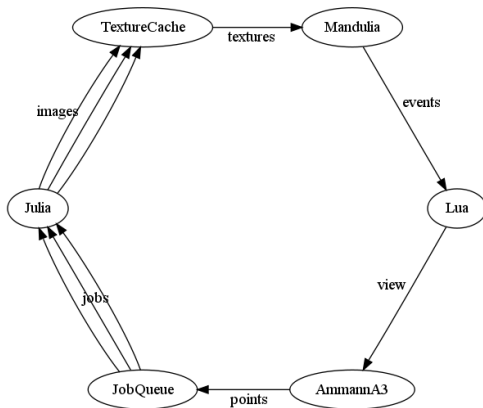 TextureCache
textures
Mandulia
images
events
Julia
Lua
jobs
view
JobQueue
points
AmmannA3